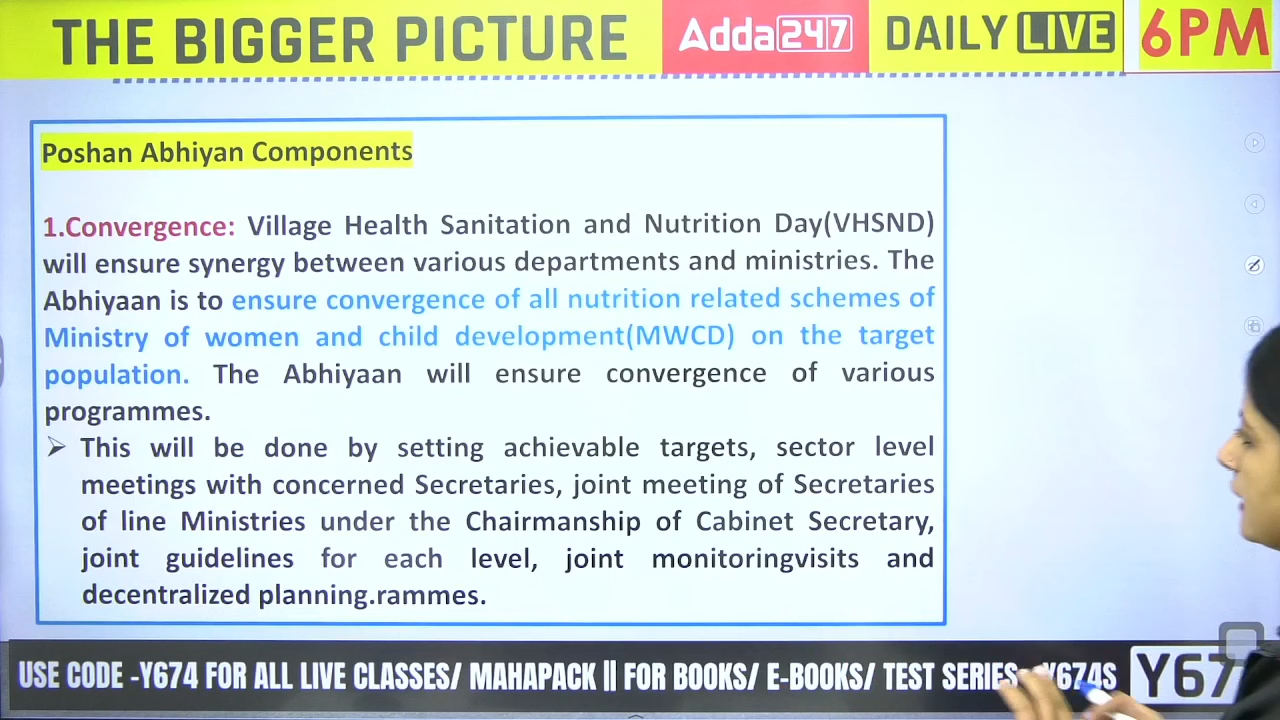 THE BIGGER PICTURE
Adda247
DAILY LIVE
6PM
Poshan Abhiyan Components
1.Convergence: Village Health Sanitation and Nutrition Day(VHSND)
will ensure synergy between various departments and ministries. The
Abhiyaan is to ensure convergence of all nutrition related schemes of
Ministry of women and child development(MWCD) on the target
population. The Abhiyaan will ensure convergence of various
programmes.
➢ This will be done by setting achievable targets, sector level
meetings with concerned Secretaries, joint meeting of Secretaries
of line Ministries under the Chairmanship of Cabinet Secretary,
joint guidelines for each level, joint monitoringvisits and
decentralized planning.rammes.
USE CODE -Y674 FOR ALL LIVE CLASSES/ MAHAPACK || FOR BOOKS/ E-BOOKS/ TEST SERIES- Y674S
Y67